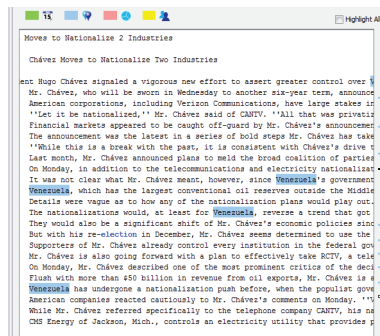 15
Highlight Al
Moves to Nationalize 2 Industries
Chávez Moves to Nationalize Two Industries
ent Hugo Chávez signaled a vigorous new effort to assert greater control over V
Mr. Chávez, who will be sworn in Wednesday to another six-year term, announce
American corporations, including Verizon Communications, have large stakes in
''Let it be nationalized,'' Mr. Chávez said of CANTV. ''All that was privatiz
Financial markets appeared to be caught off-guard by Mr. Chávez's announcemen
The announcement was the latest in a series of bold steps Mr. Chávez has take
''While this is a break with the past, it is consistent with Chávez's drive t
Last month, Mr. Chávez announced plans to meld the broad coalition of parties
On Monday, in addition to the telecommunications and electricity nationalizat
It was not clear what Mr. Chávez meant, however, since Venezuela's government
Venezuela, which has the largest conventional oil reserves outside the Middle
Details were vague as to how any of the nationalization plans would play out.
The nationalizations would, at least for Venezuela, reverse a trend that got
They would also be a significant shift of Mr. Chávez's economic policies sinc
But with his re-election in December, Mr. Chávez seems determined to use the
Supporters of Mr. Chávez already control every institution in the federal gov
Mr. Chávez is also going forward with a plan to effectively take RCTV, a tele
On Monday, Mr. Chávez described one of the most prominent critics of the deci
Flush with more than $50 billion in revenue from oil exports, Mr. Chávez is a
Venezuela has undergone a nationalization push before, when the populist gove
American companies reacted cautiously to Mr. Chávez's comments on Monday. ''V
While Mr. Chávez referred specifically to the telephone company CANTV, his na
CMS Energy of Jackson, Mich., controls an electricity utility that provides p